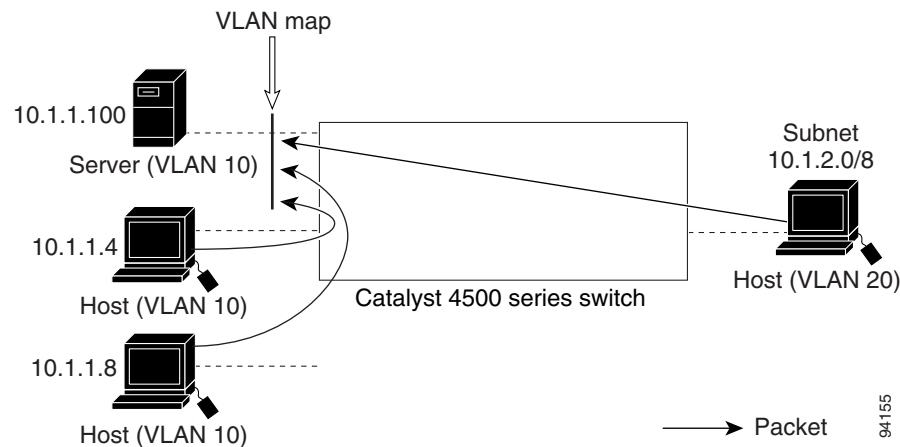 VLAN map
10.1.1.100
Server (VLAN 10)
Subnet
10.1.2.0/8
10.1.1.4
Host (VLAN 10)
Host (VLAN 20)
Catalyst 4500 series switch
10.1.1.8
Host (VLAN 10)
Packet
94155